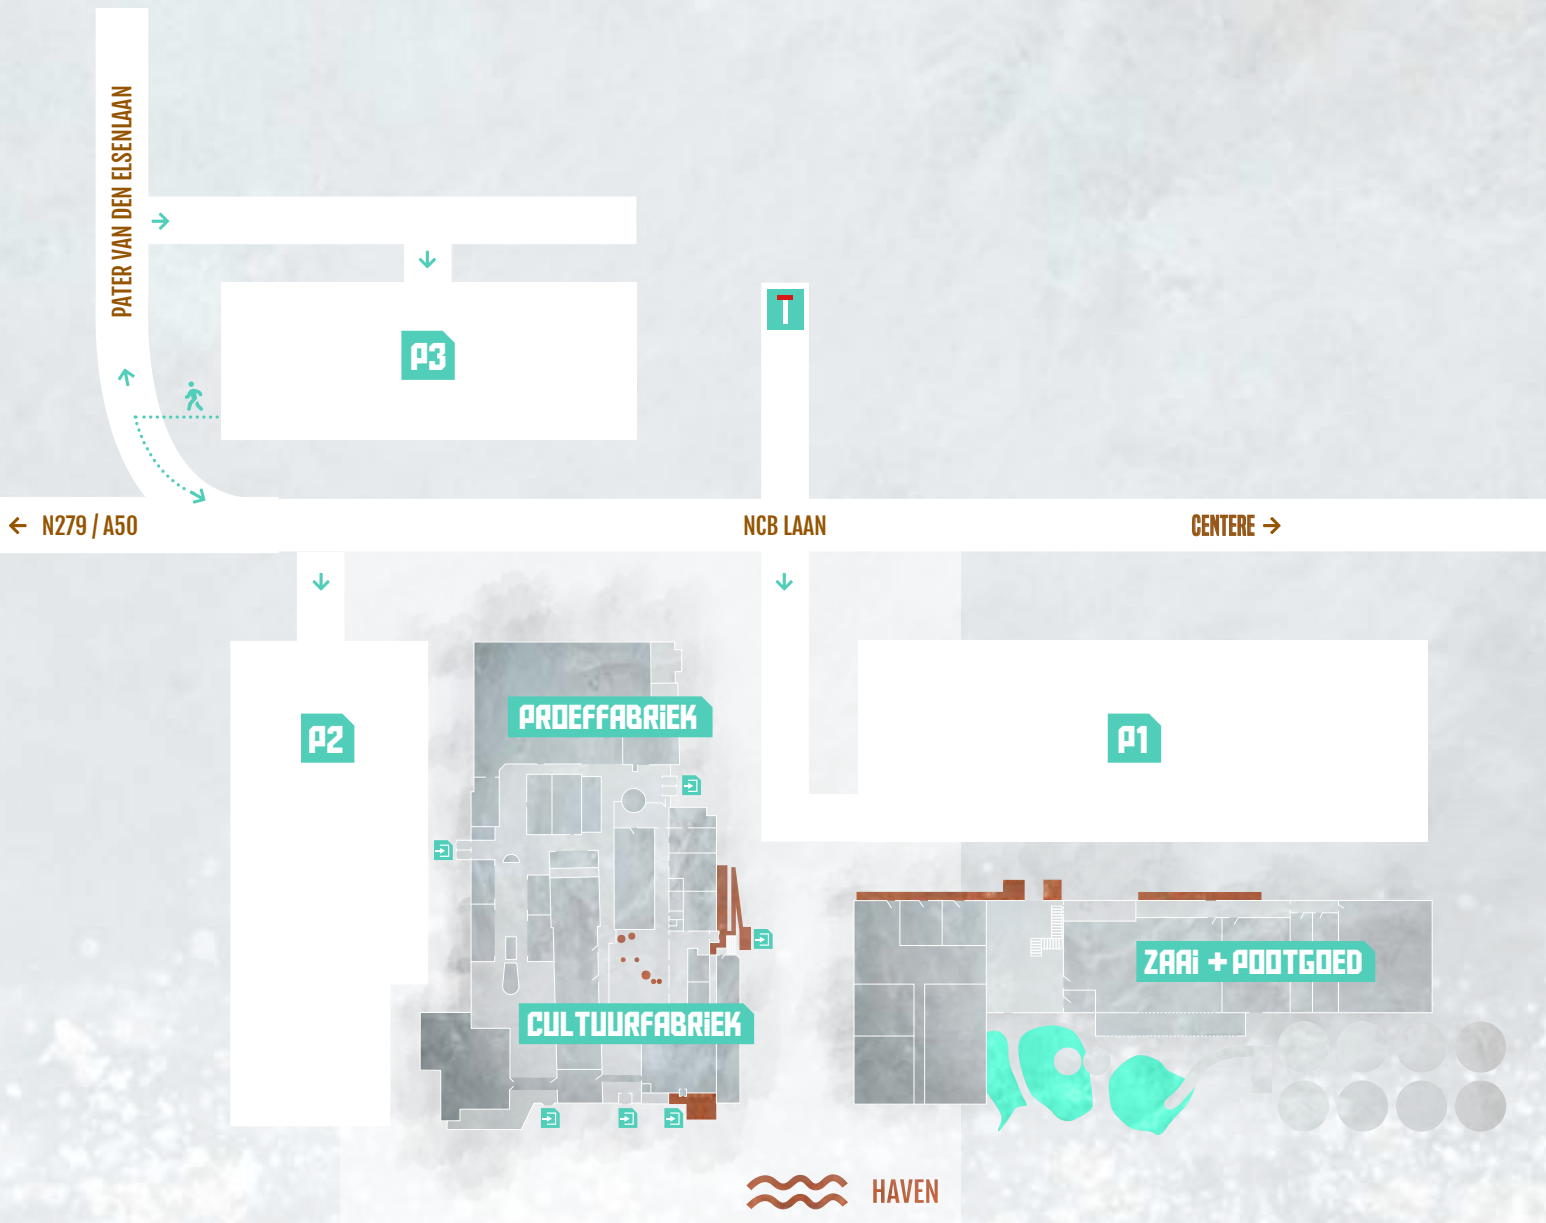 PATER VAN DEN ELSENLAAN
P3
T
N279 / A50
NCB LAAN
CENTERE
PROEFFABRiEK
P2
P1
ZAAi + POOTGOED
CULTUURFABRiEK
HAVEN